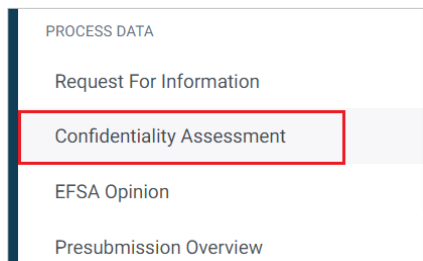 PROCESS DATA
Request For Information
Confidentiality Assessment
EFSA Opinion
Presubmission Overview